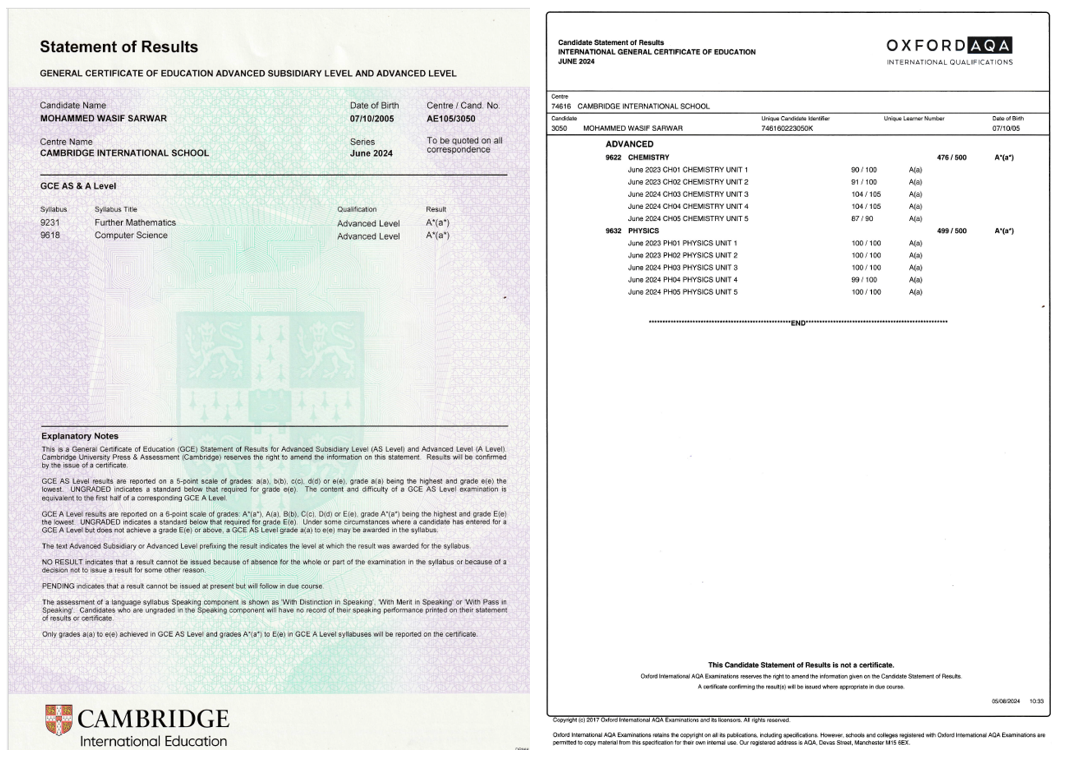 Statement of Results
GENERAL CERTIFICATE OF EDUCATION ADVANCED SUBSIDIARY LEVEL AND ADVANCED LEVEL
Candidate Name
MOHAMMED WASIF SARWAR
Date of Birth
07/10/2005
Centre / Cand. No.
AE105/3050
Centre Name
CAMBRIDGE INTERNATIONAL SCHOOL
Series
June 2024
To be quoted on all
correspondence
GCE AS & A Level
Syllabus Syllabus Title Qualification Result
9231 Further Mathematics Advanced Level A*(a*)
9618 Computer Science Advanced Level A*(a*)
Explanatory Notes
This is a General Certificate of Education (GCE) Statement of Results for Advanced Subsidiary Level (AS Level) and Advanced Level (A Level).
Cambridge University Press & Assessment (Cambridge) reserves the right to amend the information on this statement. Results will be confirmed
by the issue of a certificate.
GCE AS Level results are reported on a 5-point scale of grades: a(a), b(b), c(c), d(d) or e(e), grade a(a) being the highest and grade e(e) the
lowest. UNGRADED indicates a standard below that required for grade e(e). The content and difficulty of a GCE AS Level examination is
equivalent to the first half of a corresponding GCE A Level.
GCE A Level results are reported on a 6-point scale of grades: A*(a*), A(a), B(b), C(c), D(d) or E(e), grade A*(a*) being the highest and grade E(e)
the lowest. UNGRADED indicates a standard below that required for grade E(e). Under some circumstances where a candidate has entered for a
GCE A Level but does not achieve a grade E(e) or above, a GCE AS Level grade a(a) to e(e) may be awarded in the syllabus.
The text Advanced Subsidiary or Advanced Level prefixing the result indicates the level at which the result was awarded for the syllabus.
NO RESULT indicates that a result cannot be issued because of absence for the whole or part of the examination in the syllabus or because of a
decision not to issue a result for some other reason.
PENDING indicates that a result cannot be issued at present but will follow in due course.
The assessment of a language syllabus Speaking component is shown as 'With Distinction in Speaking', 'With Merit in Speaking' or 'With Pass in
Speaking'. Candidates who are ungraded in the Speaking component will have no record of their speaking performance printed on their statement
of results or certificate.
Only grades a(a) to e(e) achieved in GCE AS Level and grades A*(a*) to E(e) in GCE A Level syllabuses will be reported on the certificate.
CAMBRIDGE
International Education
Candidate Statement of Results
INTERNATIONAL GENERAL CERTIFICATE OF EDUCATION
JUNE 2024
OXFORDAQA
INTERNATIONAL QUALIFICATIONS
Centre
74616 CAMBRIDGE INTERNATIONAL SCHOOL
Candidate Unique Candidate Identifier Unique Learner Number Date of Birth
3050 MOHAMMED WASIF SARWAR 746160223050K 07/10/05
ADVANCED
9622 CHEMISTRY 476 / 500 A*(a*)
June 2023 CH01 CHEMISTRY UNIT 1 90 / 100 A(a)
June 2023 CH02 CHEMISTRY UNIT 2 91 / 100 A(a)
June 2024 CH03 CHEMISTRY UNIT 3 104 / 105 A(a)
June 2024 CH04 CHEMISTRY UNIT 4 104 / 105 A(a)
June 2024 CH05 CHEMISTRY UNIT 5 87 / 90 A(a)
9632 PHYSICS 499 / 500 A*(a*)
June 2023 PH01 PHYSICS UNIT 1 100 / 100 A(a)
June 2023 PH02 PHYSICS UNIT 2 100 / 100 A(a)
June 2024 PH03 PHYSICS UNIT 3 100 / 100 A(a)
June 2024 PH04 PHYSICS UNIT 4 99 / 100 A(a)
June 2024 PH05 PHYSICS UNIT 5 100 / 100 A(a)
****************************************************END****************************************************
This Candidate Statement of Results is not a certificate.
Oxford International AQA Examinations reserves the right to amend the information given on the Candidate Statement of Results.
A certificate confirming the result(s) will be issued where appropriate in due course.
05/08/2024 10:33
Copyright (c) 2017 Oxford International AQA Examinations and its licensors. All rights reserved.
Oxford International AQA Examinations retains the copyright on all its publications, including specifications. However, schools and colleges registered with Oxford International AQA Examinations are
permitted to copy material from this specification for their own internal use. Our registered address is AQA, Devas Street, Manchester M15 6EX.